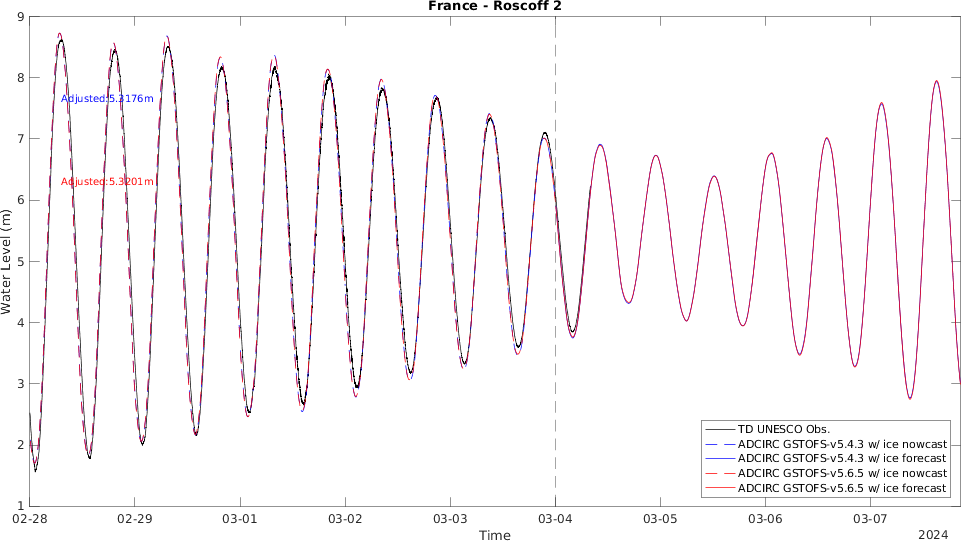 France - Roscoff 2
9
8
7
6
5
4
3
2
1
Water Level (m)
Adjusted:5.3176m
Adjusted:5.3201m
TD UNESCO Obs.
ADCIRC GSTOFS-v5.4.3 w/ ice nowcast
ADCIRC GSTOFS-v5.4.3 w/ ice forecast
ADCIRC GSTOFS-v5.6.5 w/ ice nowcast
ADCIRC GSTOFS-v5.6.5 w/ ice forecast
02-28 02-29 03-01 03-02 03-03 03-04 03-05 03-06 03-07
Time
2024